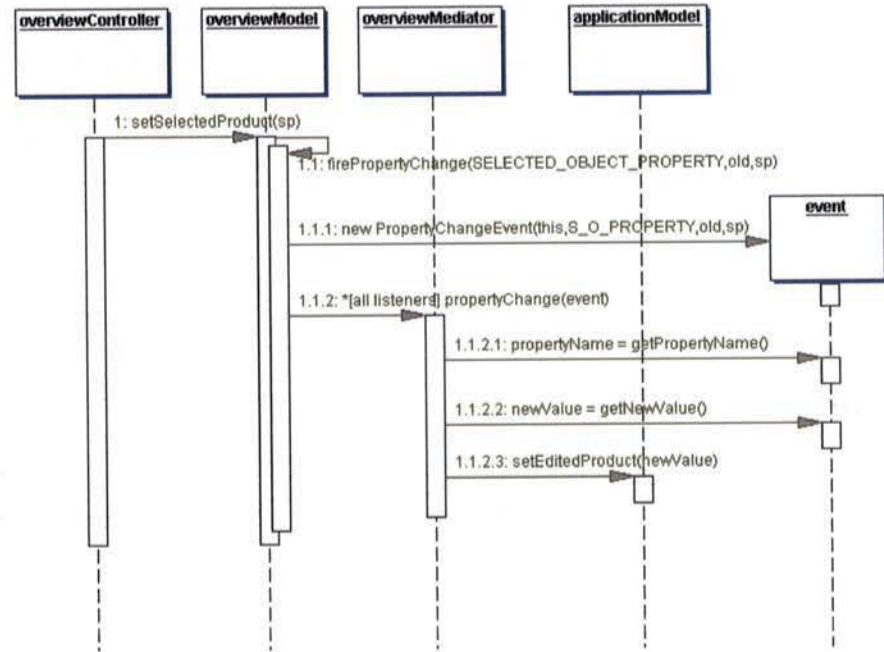 overviewController
overviewModel
overviewMediator
applicationModel
1: setSelectedProduct(sp)
1.1: firePropertyChange(SELECTED_OBJECT_PROPERTY,old,sp)
event
1.1.1: new PropertyChangeEvent(this,S_O_PROPERTY,old,sp)
1.1.2: *[all listeners] propertyChange(event)
1.1.2.1: propertyName = getPropertyName()
1.1.2.2: newValue = getNewValue()
1.1.2.3: setEditedProduct(newValue)